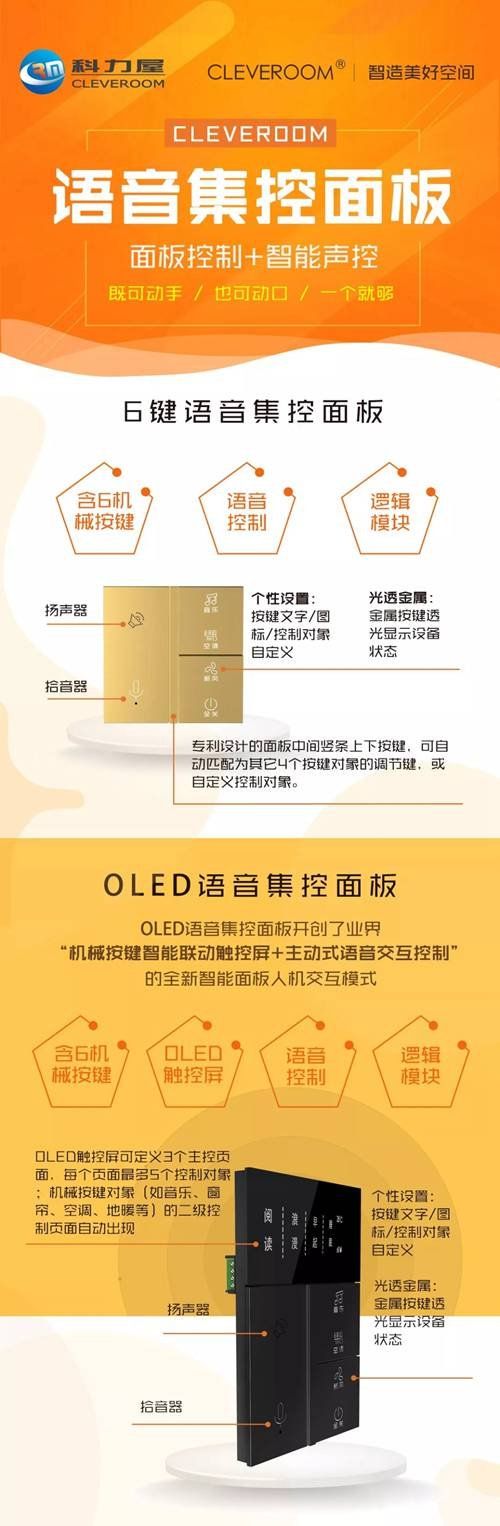 科力屋
CLEVEROOM
CLEVEROOM®
智造美好空间
CLEVEROOM
语音集控面板
面板控制+智能声控
既可动手 / 也可动口 / 一个就够
6键语音集控面板
含6机
械按键
语音
控制
逻辑
模块
扬声器
拾音器
音乐
空调
新风
全关
个性设置：
按键文字/图
标/控制对象
自定义
光透金属：
金属按键透
光显示设备
状态
专利设计的面板中间竖条上下按键，可自
动匹配为其它4个按键对象的调节键，或
自定义控制对象。
OLED语音集控面板
OLED语音集控面板开创了业界
“机械按键智能联动触控屏+主动式语音交互控制”
的全新智能面板人机交互模式
含6机
械按键
OLED
触控屏
语音
控制
逻辑
模块
OLED触控屏可定义3个主控页
面，每个页面最多5个控制对象
；机械按键对象（如音乐、窗
帘、空调、地暖等）的二级控
制页面自动出现
阅读
浪漫
早起
音乐
空调
新风
全关
扬声器
拾音器
个性设置：
按键文字/图
标/控制对象
自定义
光透金属：
金属按键透
光显示设备
状态